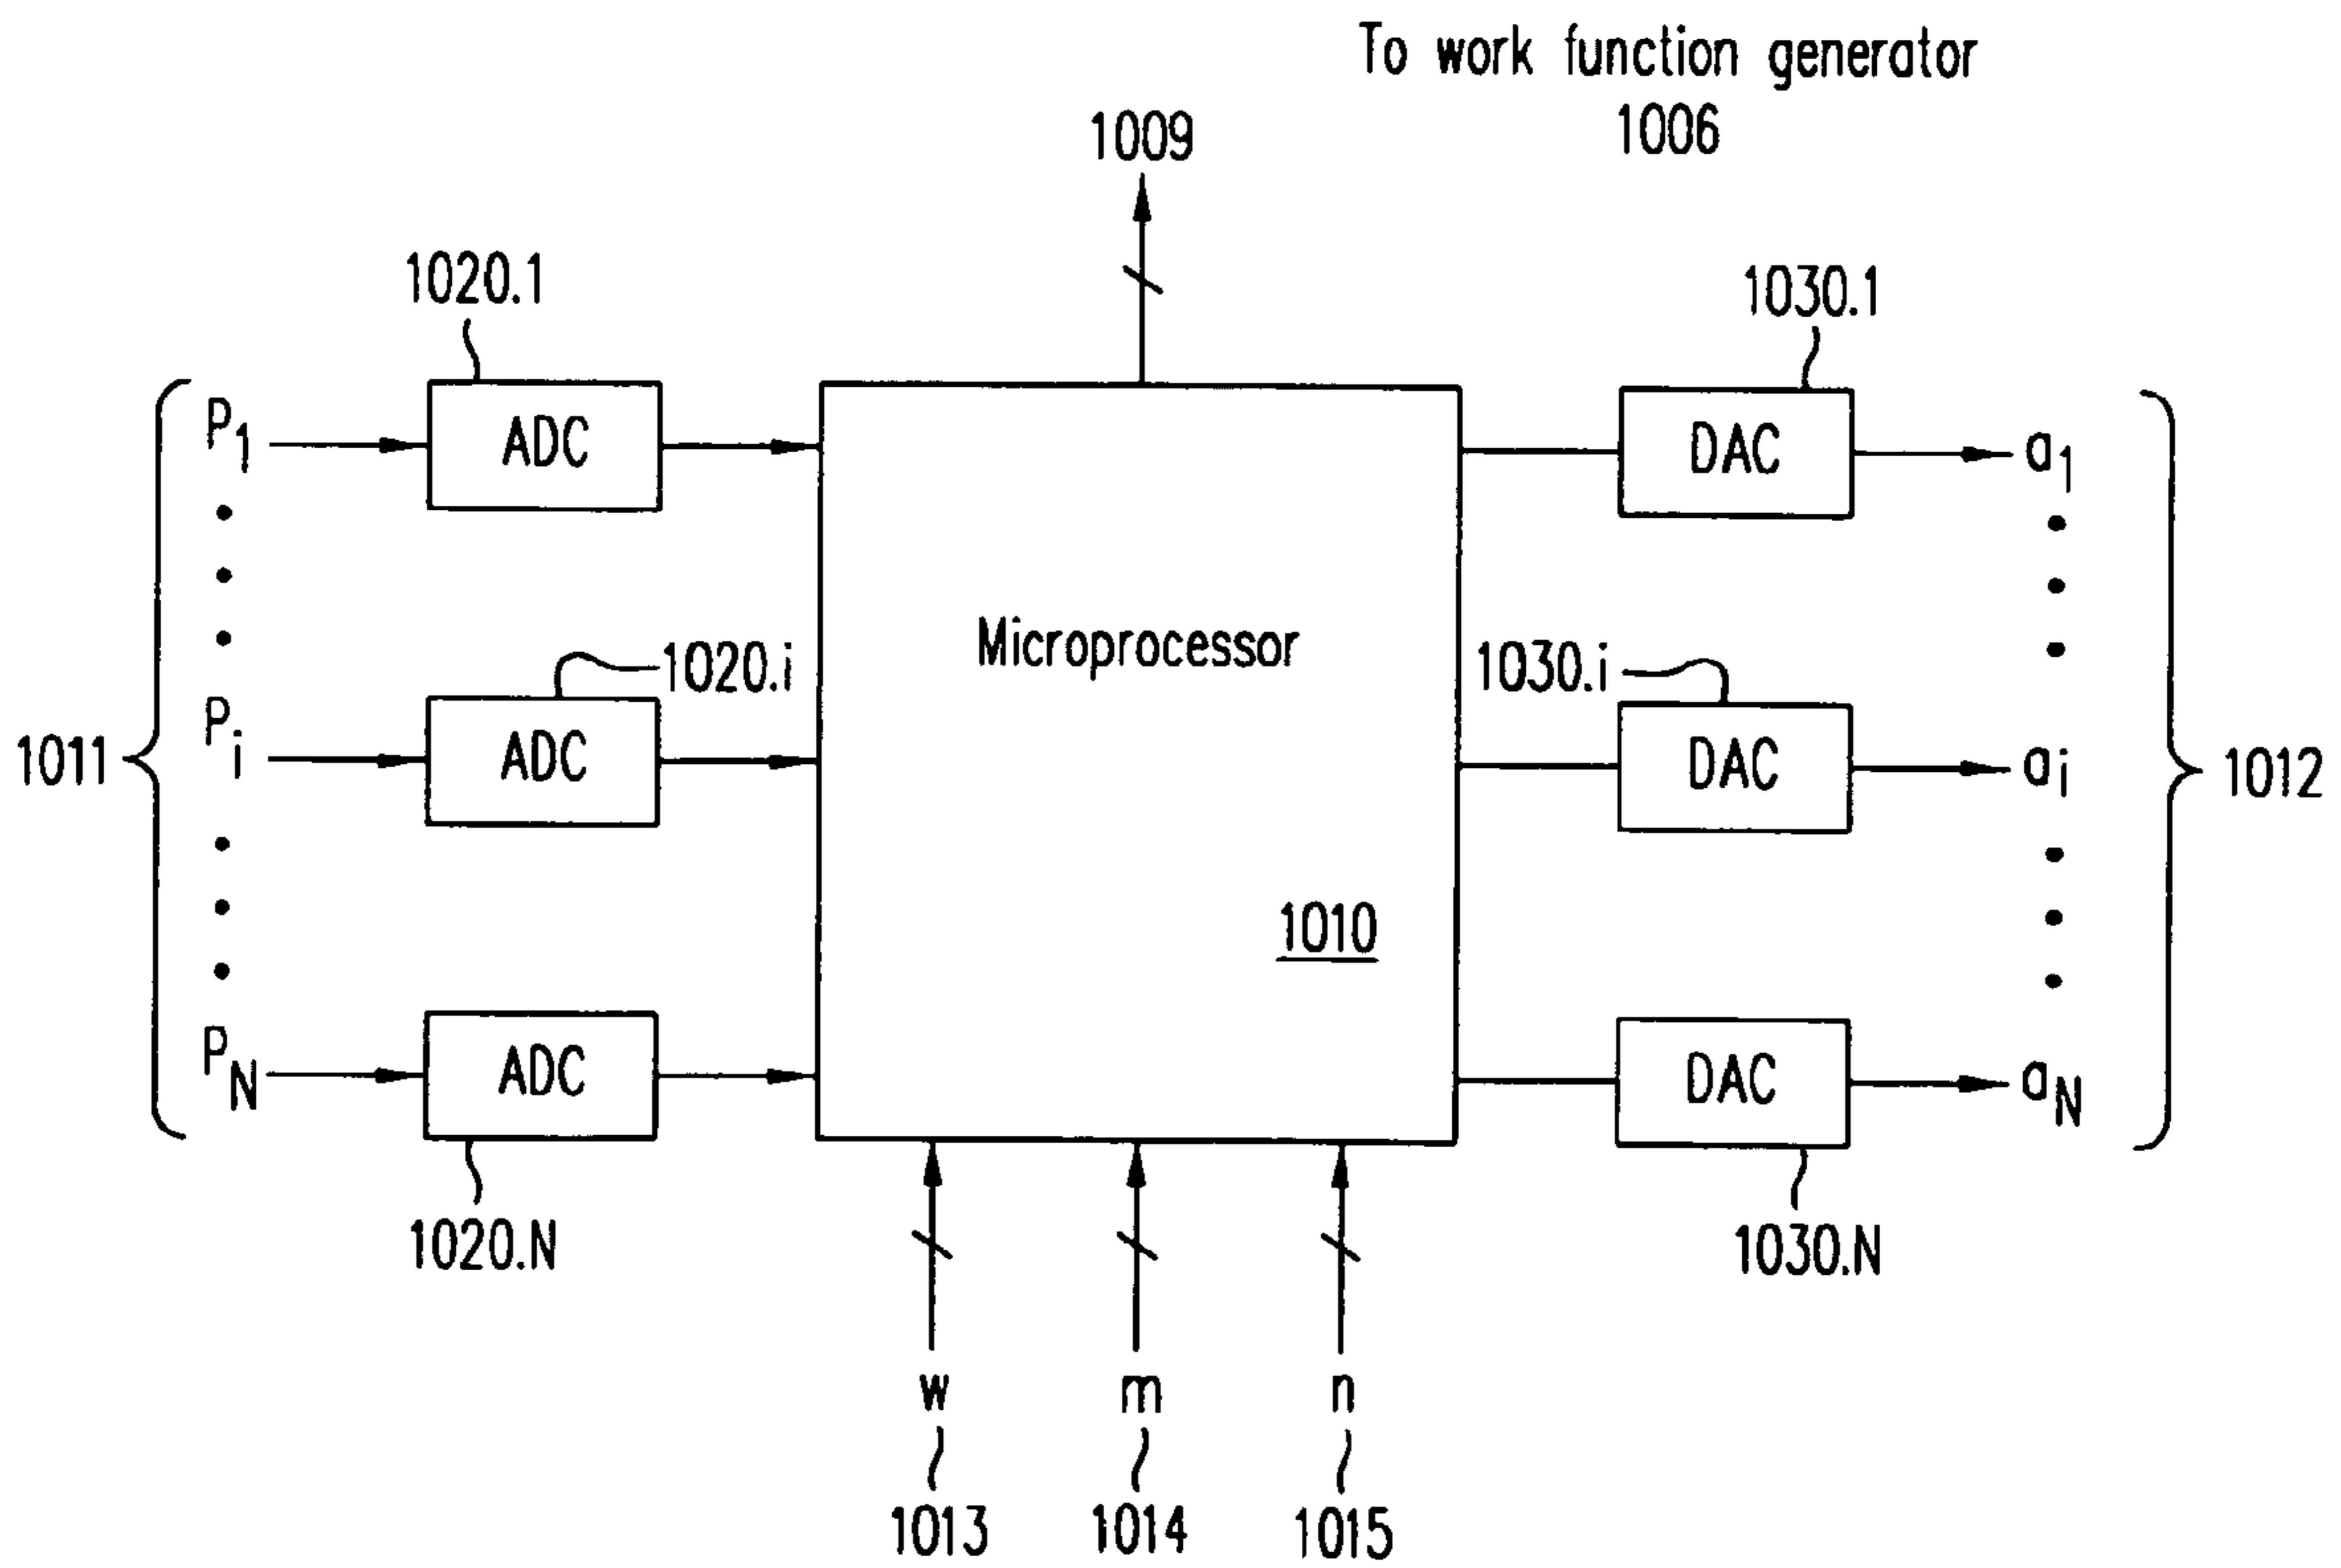 To work function generator
1006
1009
1020.1
1030.1
P1
ADC
DAC
a1
Microprocessor
1020.i
1030.i
1011
Pi
ADC
DAC
ai
1012
1010
PN
ADC
DAC
aN
1020.N
1030.N
w
m
n
1013
1014
1015